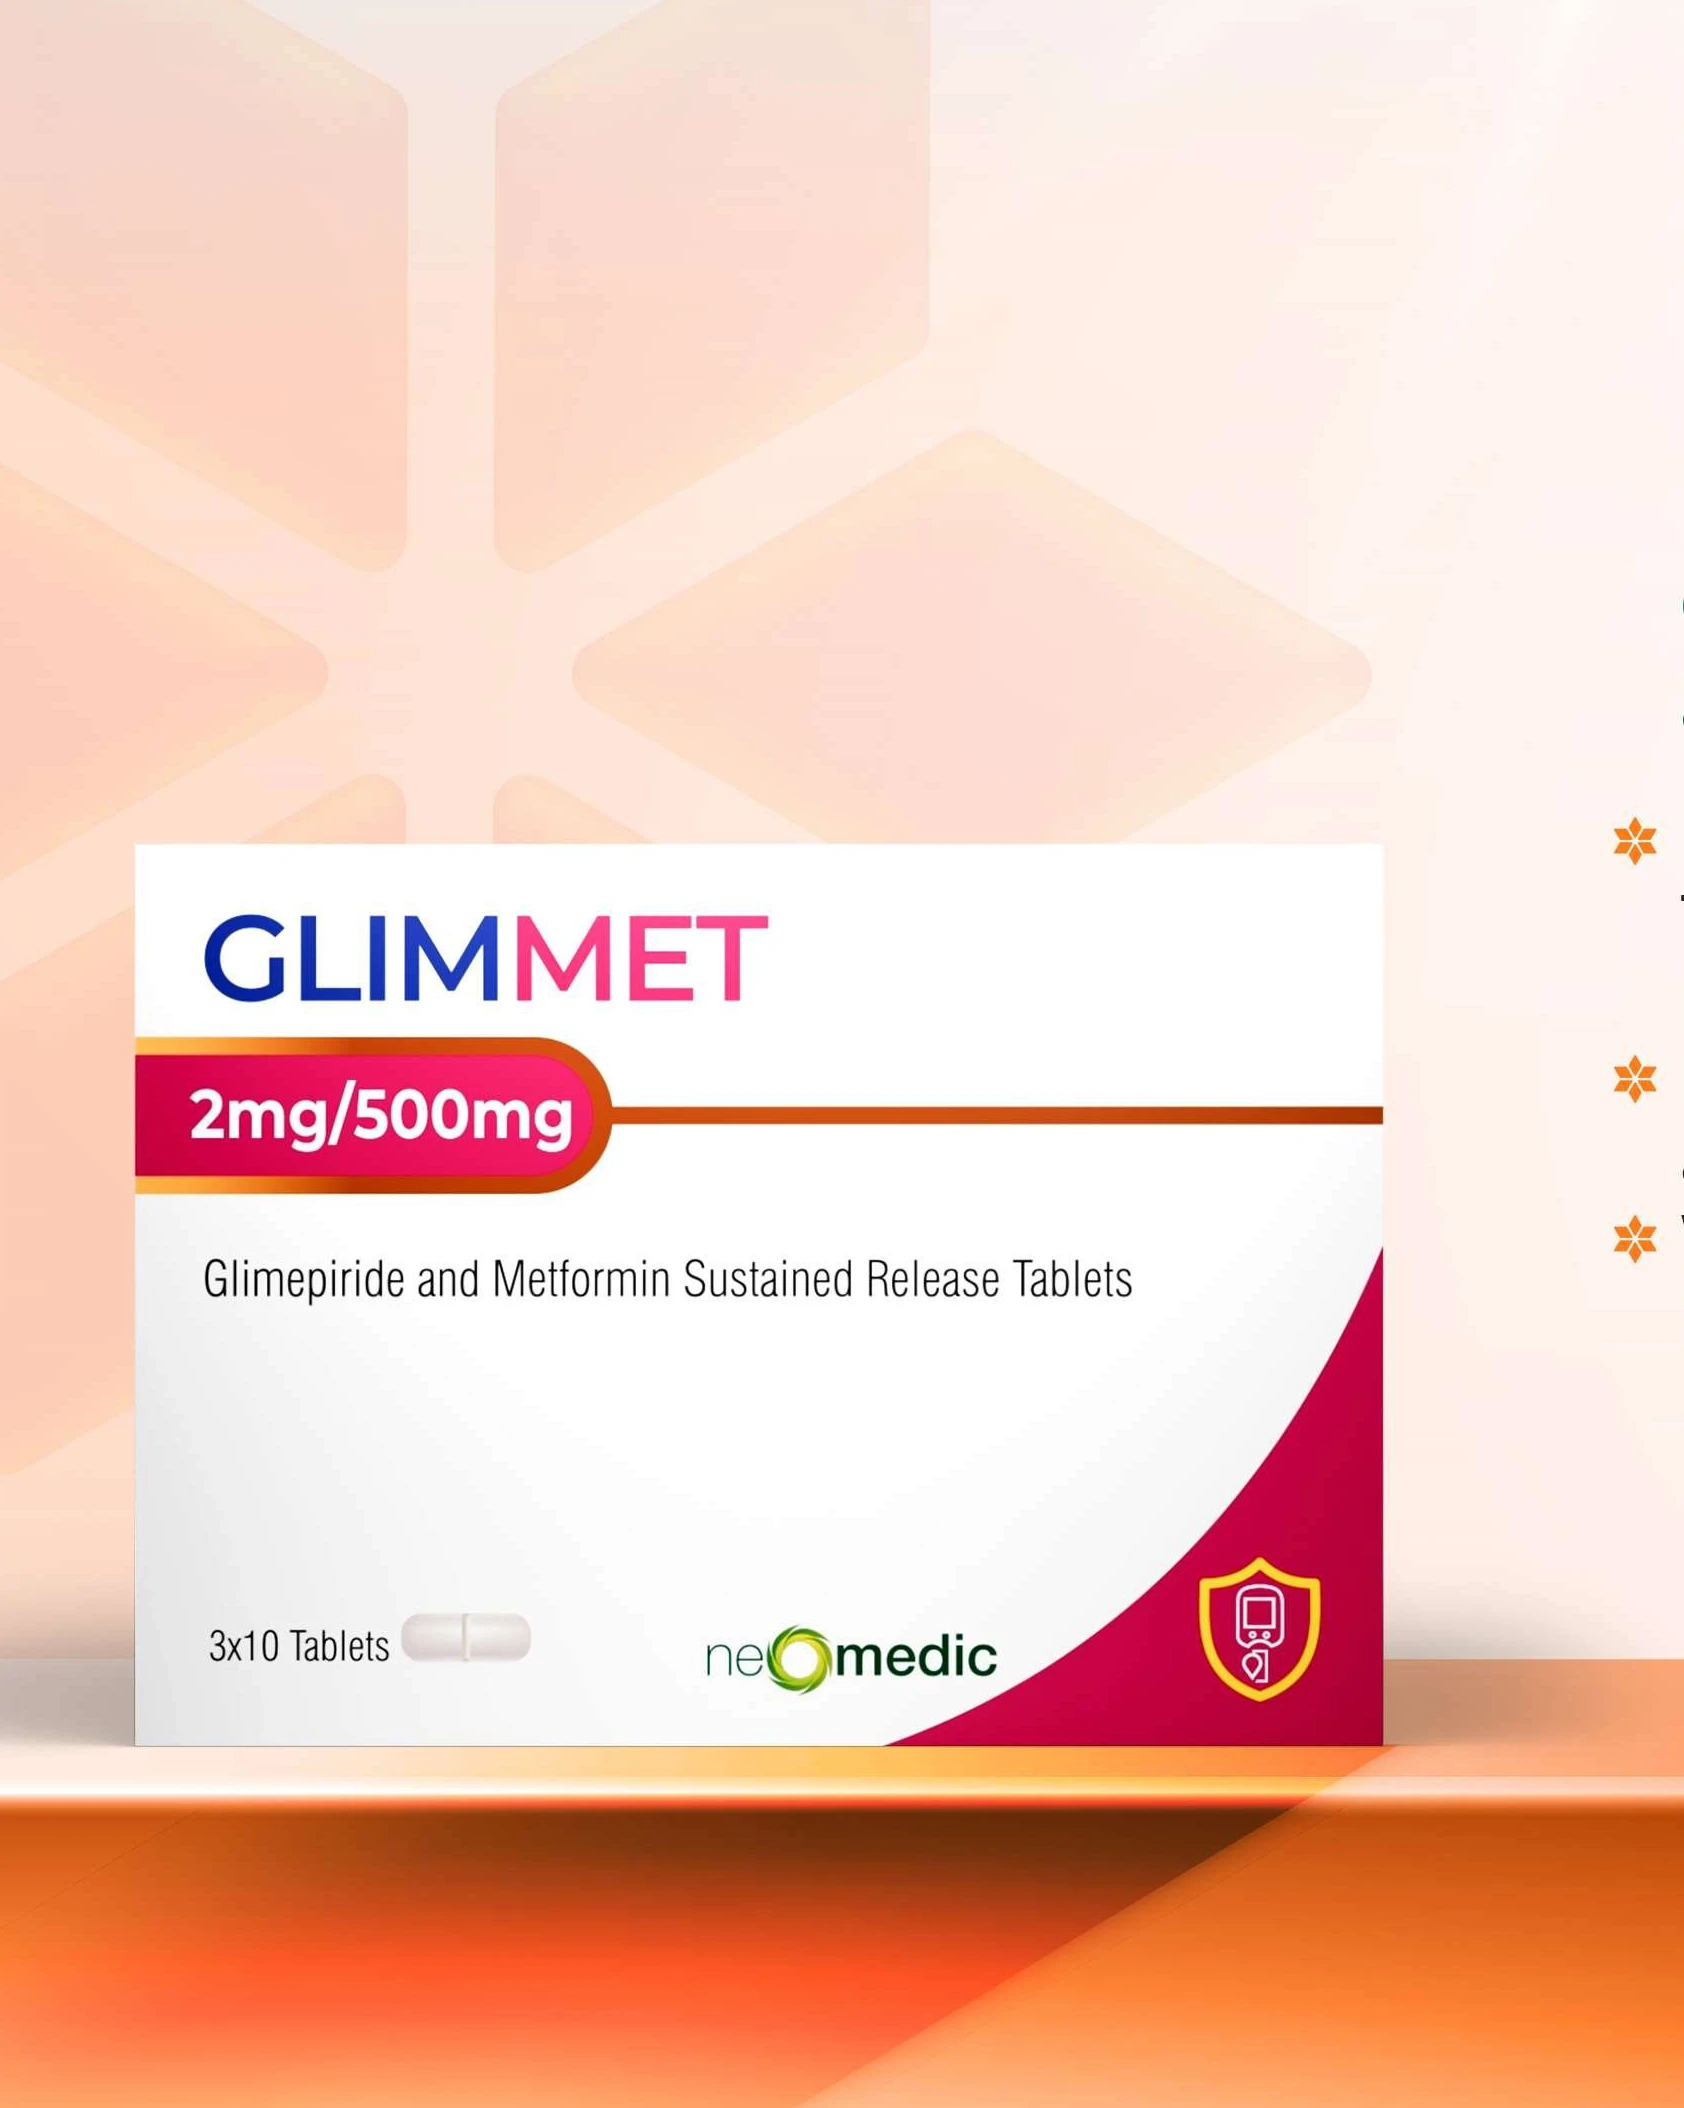 GLIMMET
2mg/500mg
Glimepiride and Metformin Sustained Release Tablets
3x10 Tablets
neomedic